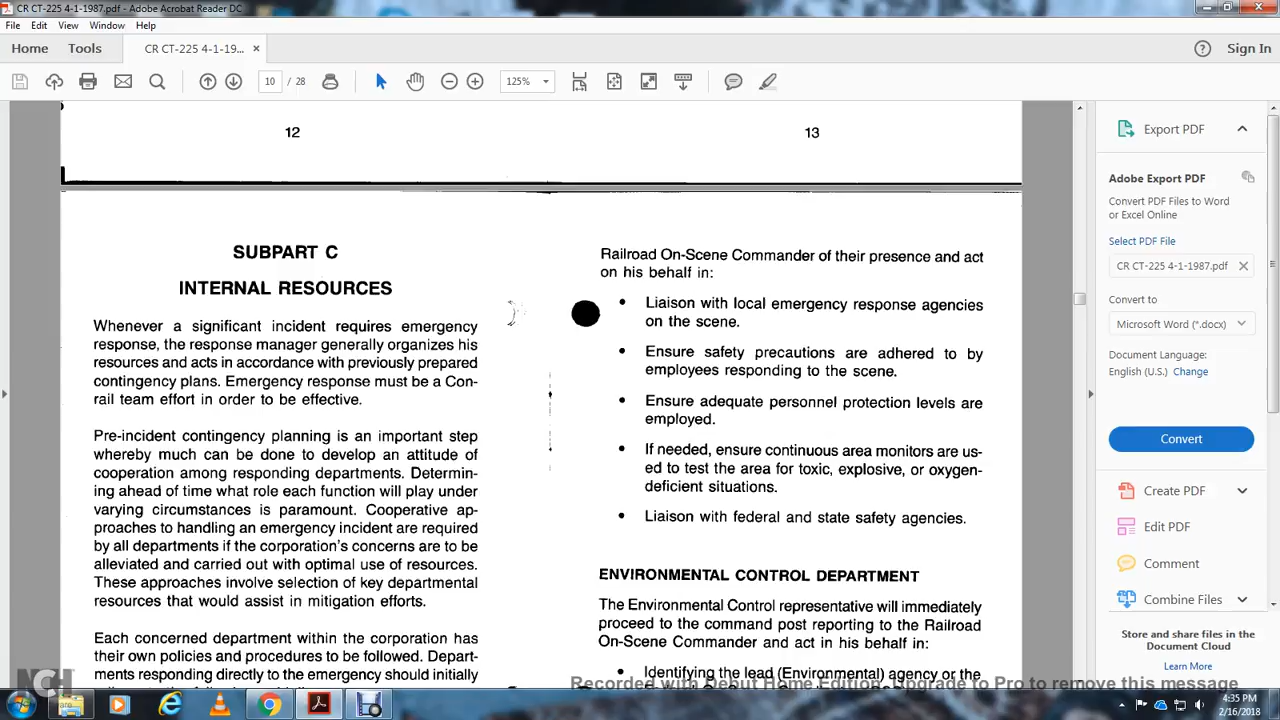 CR CT-225 4-1-1987.pdf - Adobe Acrobat Reader DC
File Edit View Window Help
Home Tools CR CT-225 4-1-19... × Sign In
10 / 28 125%
12 13
SUBPART C
INTERNAL RESOURCES
Whenever a significant incident requires emergency
response, the response manager generally organizes his
resources and acts in accordance with previously prepared
contingency plans. Emergency response must be a Con-
rail team effort in order to be effective.
Pre-incident contingency planning is an important step
whereby much can be done to develop an attitude of
cooperation among responding departments. Determin-
ing ahead of time what role each function will play under
varying circumstances is paramount. Cooperative ap-
proaches to handling an emergency incident are required
by all departments if the corporation's concerns are to be
alleviated and carried out with optimal use of resources.
These approaches involve selection of key departmental
resources that would assist in mitigation efforts.
Each concerned department within the corporation has
their own policies and procedures to be followed. Depart-
ments responding directly to the emergency should initially
Railroad On-Scene Commander of their presence and act
on his behalf in:
• Liaison with local emergency response agencies
on the scene.
• Ensure safety precautions are adhered to by
employees responding to the scene.
• Ensure adequate personnel protection levels are
employed.
• If needed, ensure continuous area monitors are us-
ed to test the area for toxic, explosive, or oxygen-
deficient situations.
• Liaison with federal and state safety agencies.
ENVIRONMENTAL CONTROL DEPARTMENT
The Environmental Control representative will immediately
proceed to the command post reporting to the Railroad
On-Scene Commander and act in his behalf in:
• Identifying the lead (Environmental) agency or the
Export PDF
Adobe Export PDF
Convert PDF Files to Word
or Excel Online
Select PDF File
CR CT-225 4-1-1987.pdf
Convert to
Microsoft Word (*.docx)
Document Language:
English (U.S.) Change
Convert
Create PDF
Edit PDF
Comment
Combine Files
Store and share files in the
Document Cloud
Learn More
NCH
Recorded with Debut Home Edition. Upgrade to Pro to remove this message
4:35 PM
2/16/2018